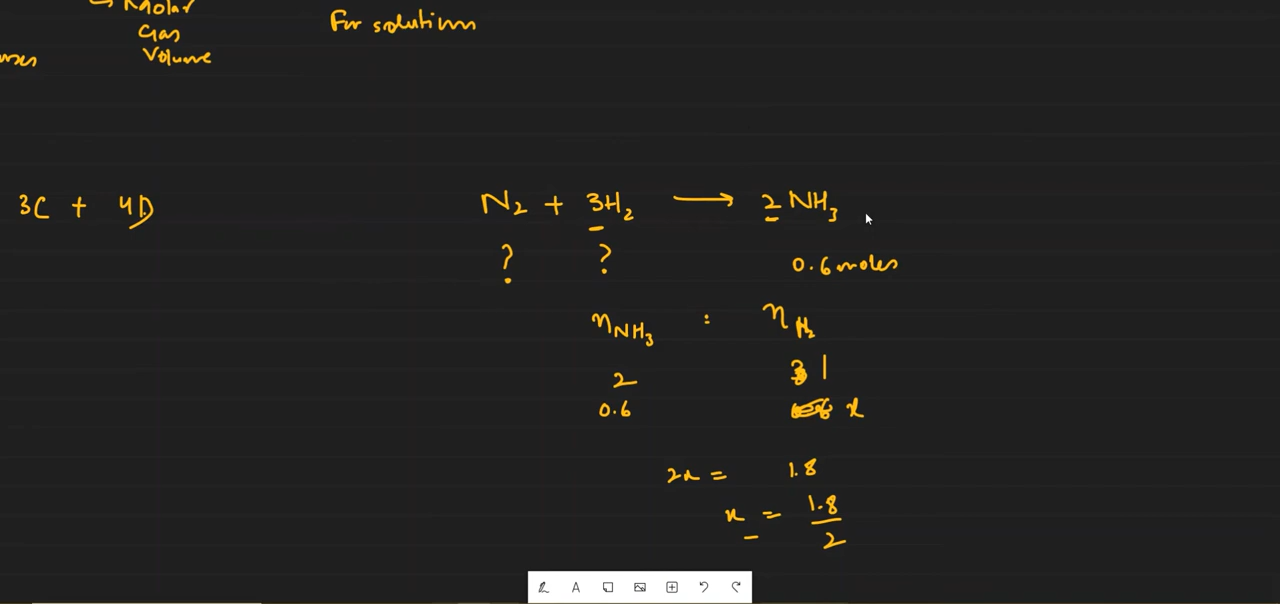 Molar
Gas
Volume
For solutions
3C + 4D
N2 + 3H2 → 2NH3
? ?
0.6 moles
nNH3 : nH2
2 3 1
0.6 x
2x = 1.8
x = 1.8/2
A